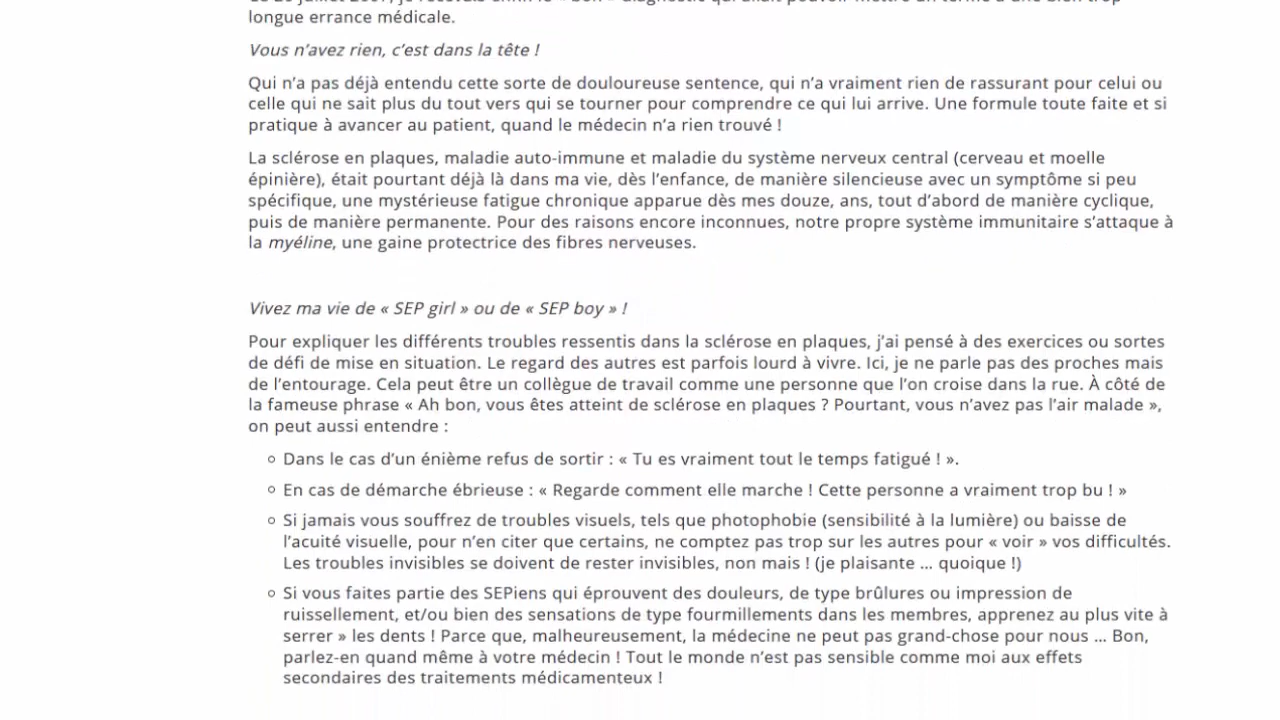 longue errance médicale.
Vous n’avez rien, c’est dans la tête !
Qui n’a pas déjà entendu cette sorte de douloureuse sentence, qui n’a vraiment rien de rassurant pour celui ou
celle qui ne sait plus du tout vers qui se tourner pour comprendre ce qui lui arrive. Une formule toute faite et si
pratique à avancer au patient, quand le médecin n’a rien trouvé !
La sclérose en plaques, maladie auto-immune et maladie du système nerveux central (cerveau et moelle
épinière), était pourtant déjà là dans ma vie, dès l’enfance, de manière silencieuse avec un symptôme si peu
spécifique, une mystérieuse fatigue chronique apparue dès mes douze, ans, tout d’abord de manière cyclique,
puis de manière permanente. Pour des raisons encore inconnues, notre propre système immunitaire s’attaque à
la myéline, une gaine protectrice des fibres nerveuses.
Vivez ma vie de « SEP girl » ou de « SEP boy » !
Pour expliquer les différents troubles ressentis dans la sclérose en plaques, j’ai pensé à des exercices ou sortes
de défi de mise en situation. Le regard des autres est parfois lourd à vivre. Ici, je ne parle pas des proches mais
de l’entourage. Cela peut être un collègue de travail comme une personne que l’on croise dans la rue. À côté de
la fameuse phrase « Ah bon, vous êtes atteint de sclérose en plaques ? Pourtant, vous n’avez pas l’air malade »,
on peut aussi entendre :
Dans le cas d’un énième refus de sortir : « Tu es vraiment tout le temps fatigué ! ».
En cas de démarche ébrieuse : « Regarde comment elle marche ! Cette personne a vraiment trop bu ! »
Si jamais vous souffrez de troubles visuels, tels que photophobie (sensibilité à la lumière) ou baisse de
l’acuité visuelle, pour n’en citer que certains, ne comptez pas trop sur les autres pour « voir » vos difficultés.
Les troubles invisibles se doivent de rester invisibles, non mais ! (je plaisante … quoique !)
Si vous faites partie des SEPiens qui éprouvent des douleurs, de type brûlures ou impression de
ruissellement, et/ou bien des sensations de type fourmillements dans les membres, apprenez au plus vite à
serrer » les dents ! Parce que, malheureusement, la médecine ne peut pas grand-chose pour nous … Bon,
parlez-en quand même à votre médecin ! Tout le monde n’est pas sensible comme moi aux effets
secondaires des traitements médicamenteux !